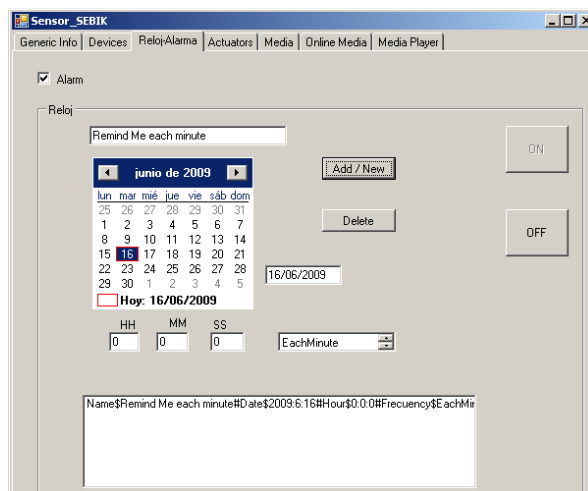 Sensor_SEBIK
Generic Info Devices Reloj-Alarma Actuators Media Online Media Media Player
Alarm
Reloj
Remind Me each minute
junio de 2009
lun mar mié jue vie sáb dom
25 26 27 28 29 30 31
1 2 3 4 5 6 7
8 9 10 11 12 13 14
15 16 17 18 19 20 21
22 23 24 25 26 27 28
29 30 1 2 3 4 5
Hoy: 16/06/2009
Add / New
Delete
16/06/2009
ON
OFF
HH MM SS
0 0 0
EachMinute
Name$Remind Me each minute#Date$2009:6:16#Hour$0:0:0#Frecuency$EachMin